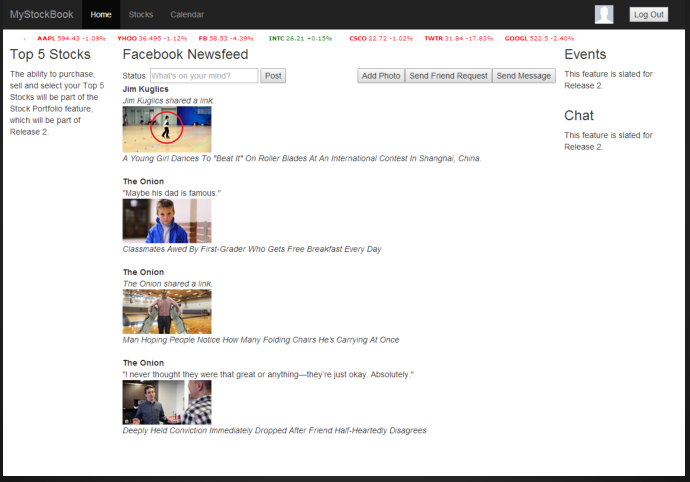 MyStockBook Home Stocks Calendar Log Out
AAPL 594.43 -1.09% YHOO 36.495 -1.12% FB 58.53 -4.39% INTC 26.21 +0.15% CSCO 22.72 -1.02% TWTR 31.84 -17.83% GOOGL 522.5 -2.40%
Top 5 Stocks
The ability to purchase,
sell and select your Top
5 Stocks will be part of the
Stock Portfolio feature,
which will be part of
Release 2.
Facebook Newsfeed
Status: What's on your mind? Post Add Photo Send Friend Request Send Message
Jim Kuglics
Jim Kuglics shared a link.
A Young Girl Dances To "Beat It" On Roller Blades At An International Contest In Shanghai, China.
The Onion
"Maybe his dad is famous."
Classmates Awed By First-Grader Who Gets Free Breakfast Every Day
The Onion
The Onion shared a link.
Man Hoping People Notice How Many Folding Chairs He's Carrying At Once
The Onion
"I never thought they were that great or anything—they're just okay. Absolutely."
Deeply Held Conviction Immediately Dropped After Friend Half-Heartedly Disagrees
Events
This feature is slated for
Release 2.
Chat
This feature is slated for
Release 2.